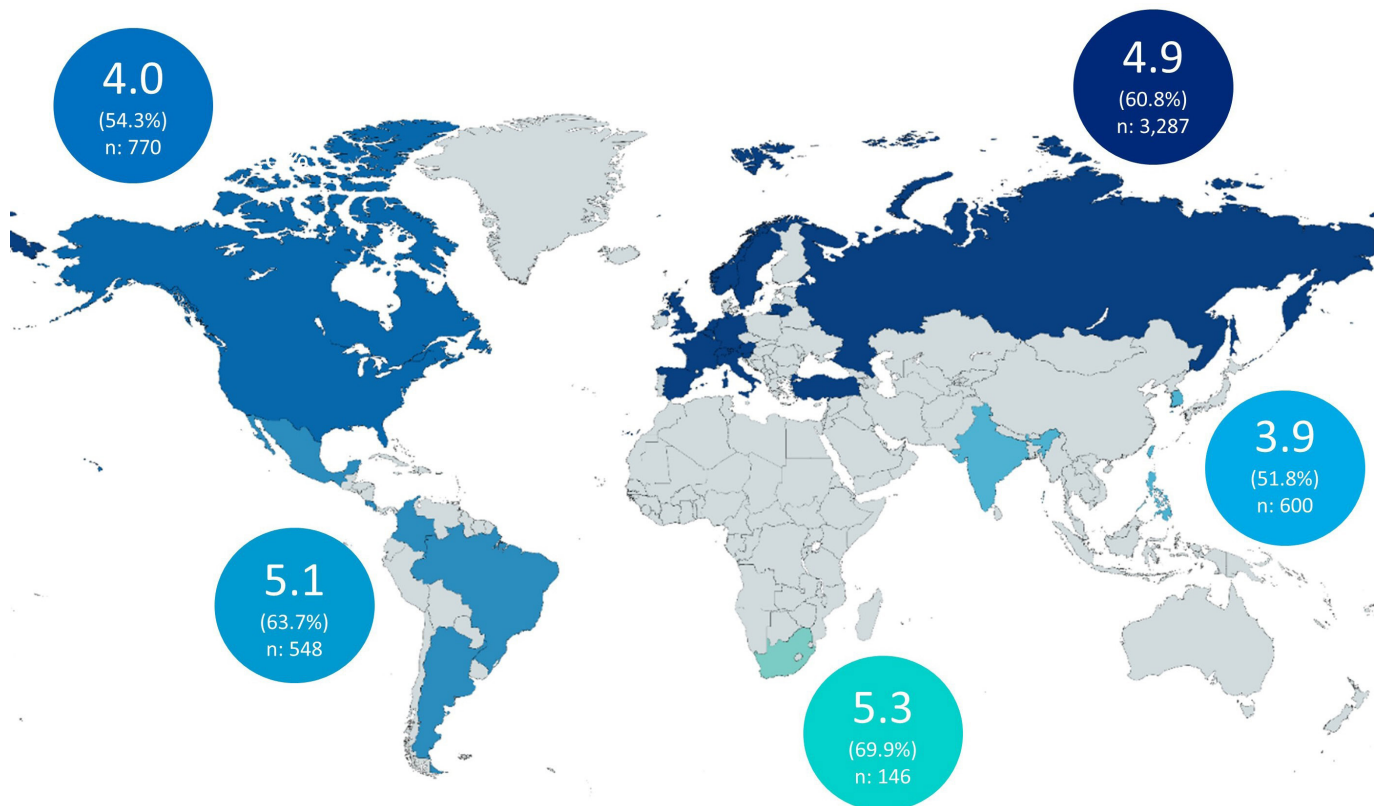 4.0
(54.3%)
n: 770
4.9
(60.8%)
n: 3,287
3.9
(51.8%)
n: 600
5.1
(63.7%)
n: 548
5.3
(69.9%)
n: 146